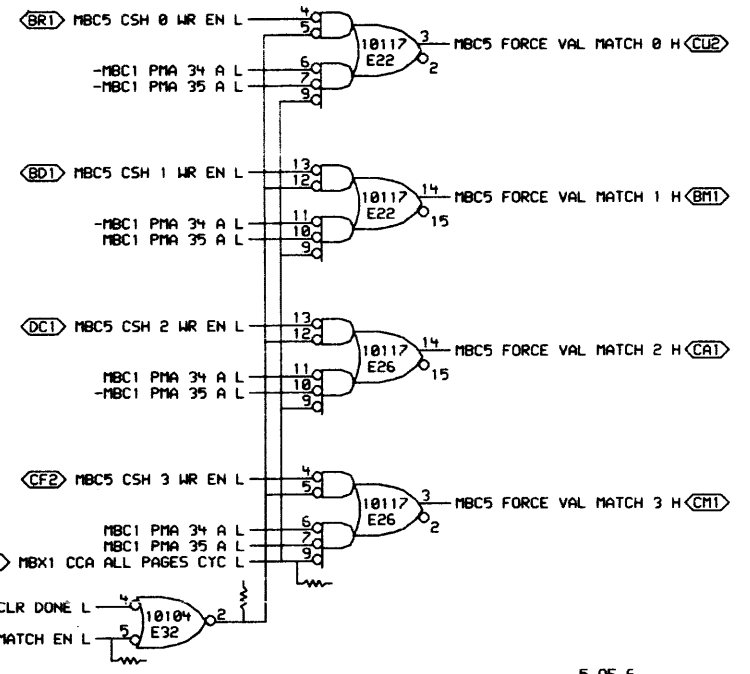 BR1 MBC5 CSH 0 WR EN L 4
5
10117
E22
3 MBC5 FORCE VAL MATCH 0 H CU2
2
-MBC1 PMA 34 A L 6
-MBC1 PMA 35 A L 7
9
BD1 MBC5 CSH 1 WR EN L 13
12
10117
E22
14 MBC5 FORCE VAL MATCH 1 H BM1
15
-MBC1 PMA 34 A L 11
MBC1 PMA 35 A L 10
9
DC1 MBC5 CSH 2 WR EN L 13
12
10117
E26
14 MBC5 FORCE VAL MATCH 2 H CA1
15
MBC1 PMA 34 A L 11
-MBC1 PMA 35 A L 10
9
CF2 MBC5 CSH 3 WR EN L 4
5
10117
E26
3 MBC5 FORCE VAL MATCH 3 H CM1
2
MBC1 PMA 34 A L 6
MBC1 PMA 35 A L 7
MBX1 CCA ALL PAGES CYC L 9
CLR DONE L 4
10104
E32
2
MATCH EN L 5